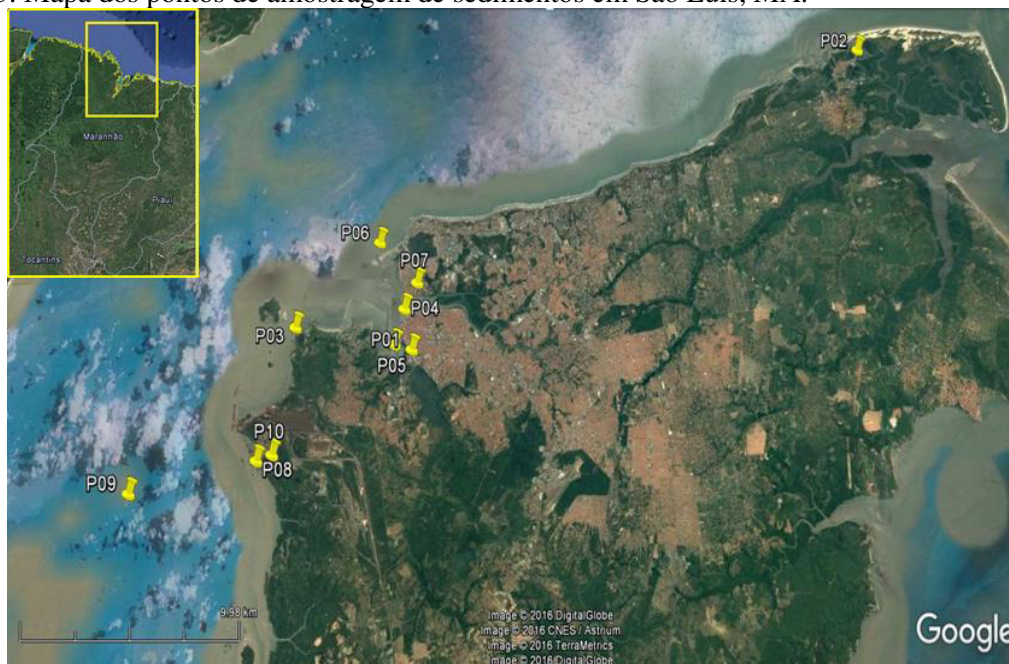 Mapa dos pontos de amostragem de sedimentos em São Luís, MA.
P02
Maranhão
Piauí
Tocantins
P06
P07
P04
P03
P01
P05
P10
P08
P09
9.98 km
Image © 2016 DigitalGlobe
Image © 2016 CNES / Astrium
Image © 2016 TerraMetrics
Image © 2016 DigitalGlobe
Google